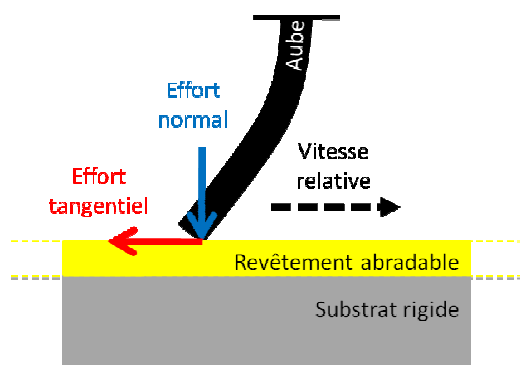 Aube
Effort
normal
Vitesse
relative
Effort
tangentiel
Revêtement abradable
Substrat rigide